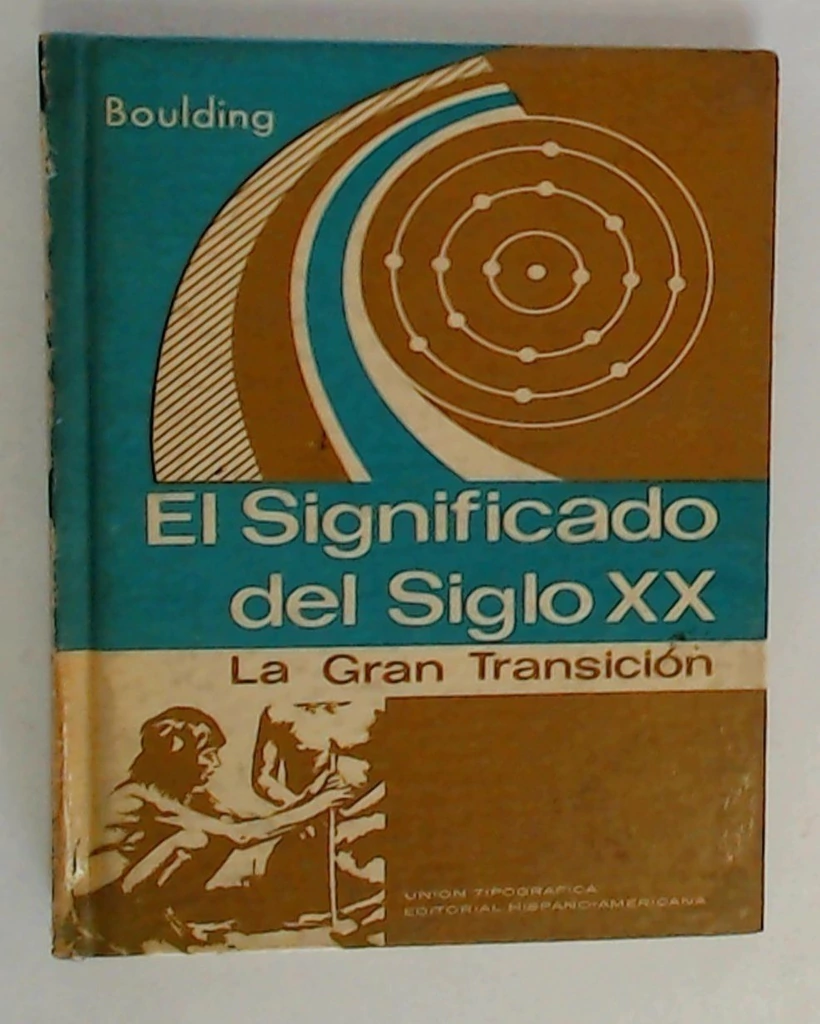 Boulding
El Significado
del Siglo XX
La Gran Transición
UNION TIPOGRAFICA
EDITORIAL HISPANO-AMERICANA